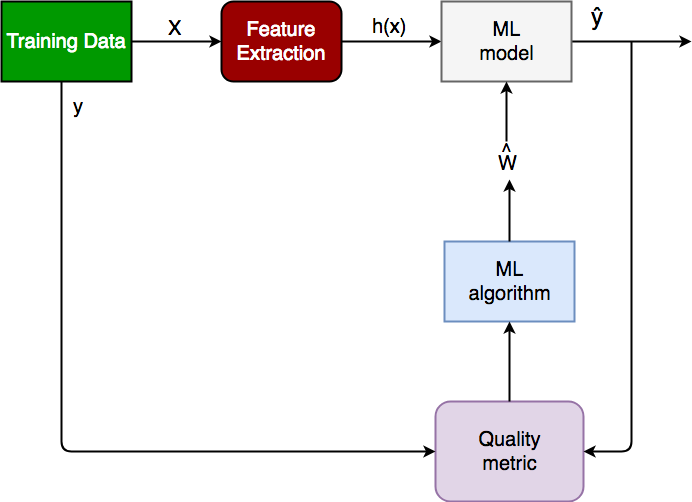 Training Data
X
Feature
Extraction
h(x)
ML
model
ŷ
y
ŵ
ML
algorithm
Quality
metric